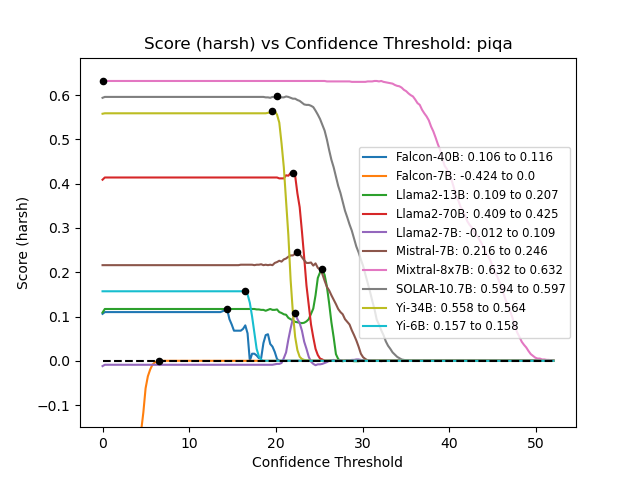 Score (harsh) vs Confidence Threshold: piqa
Score (harsh)
0.6
0.5
0.4
0.3
0.2
0.1
0.0
−0.1
Falcon-40B: 0.106 to 0.116
Falcon-7B: -0.424 to 0.0
Llama2-13B: 0.109 to 0.207
Llama2-70B: 0.409 to 0.425
Llama2-7B: -0.012 to 0.109
Mistral-7B: 0.216 to 0.246
Mixtral-8x7B: 0.632 to 0.632
SOLAR-10.7B: 0.594 to 0.597
Yi-34B: 0.558 to 0.564
Yi-6B: 0.157 to 0.158
0 10 20 30 40 50
Confidence Threshold